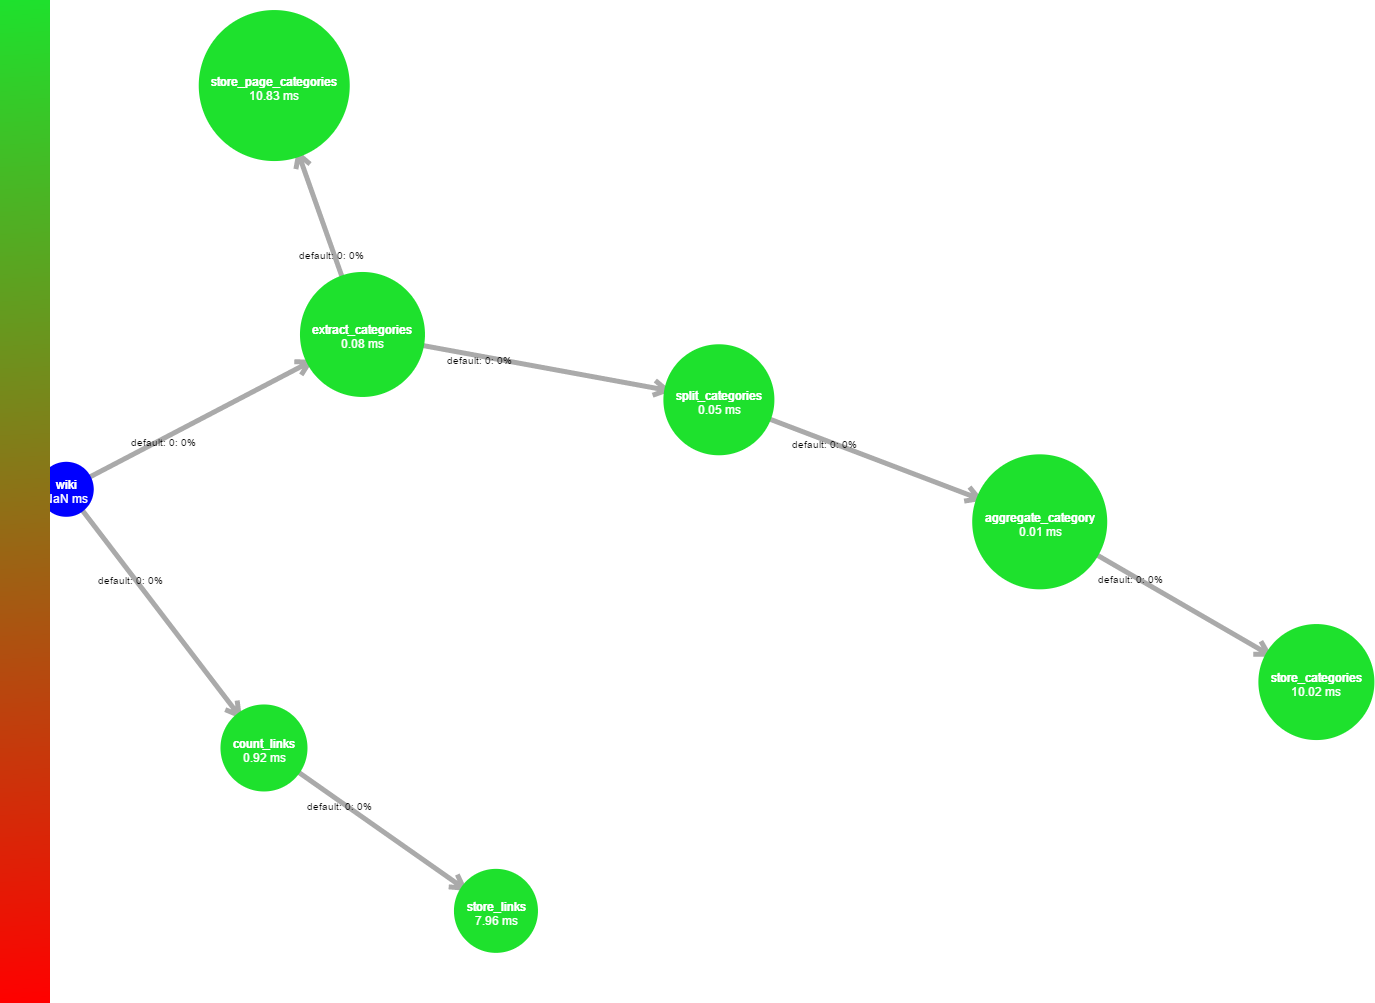 store_page_categories
10.83 ms
default: 0: 0%
extract_categories
0.08 ms
default: 0: 0%
split_categories
0.05 ms
default: 0: 0%
default: 0: 0%
wiki
NaN ms
aggregate_category
0.01 ms
default: 0: 0%
default: 0: 0%
store_categories
10.02 ms
count_links
0.92 ms
default: 0: 0%
store_links
7.96 ms